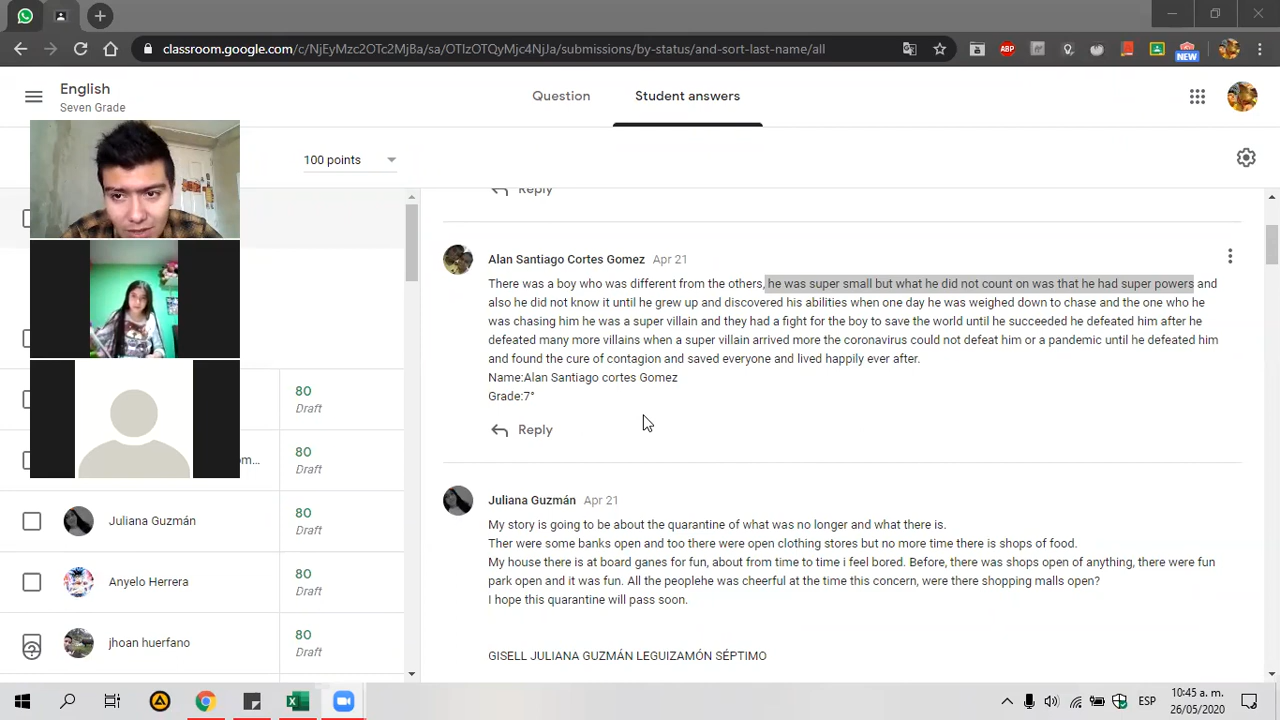 classroom.google.com/c/NjEyMzc2OTc2MjBa/sa/OTIzOTQyMjc4NjJa/submissions/by-status/and-sort-last-name/all
ABP
NEW
English
Seven Grade
Question
Student answers
100 points
Reply
Alan Santiago Cortes Gomez Apr 21
There was a boy who was different from the others, he was super small but what he did not count on was that he had super powers and
also he did not know it until he grew up and discovered his abilities when one day he was weighed down to chase and the one who he
was chasing him he was a super villain and they had a fight for the boy to save the world until he succeeded he defeated him after he
defeated many more villains when a super villain arrived more the coronavirus could not defeat him or a pandemic until he defeated him
and found the cure of contagion and saved everyone and lived happily ever after.
Name:Alan Santiago cortes Gomez
Grade:7°
Reply
80
Draft
om...
80
Draft
Juliana Guzmán
80
Draft
Anyelo Herrera
80
Draft
jhoan huerfano
80
Draft
Juliana Guzmán Apr 21
My story is going to be about the quarantine of what was no longer and what there is.
Ther were some banks open and too there were open clothing stores but no more time there is shops of food.
My house there is at board ganes for fun, about from time to time i feel bored. Before, there was shops open of anything, there were fun
park open and it was fun. All the peoplehe was cheerful at the time this concern, were there shopping malls open?
I hope this quarantine will pass soon.
GISELL JULIANA GUZMÁN LEGUIZAMÓN SÉPTIMO
ESP
10:45 a. m.
26/05/2020